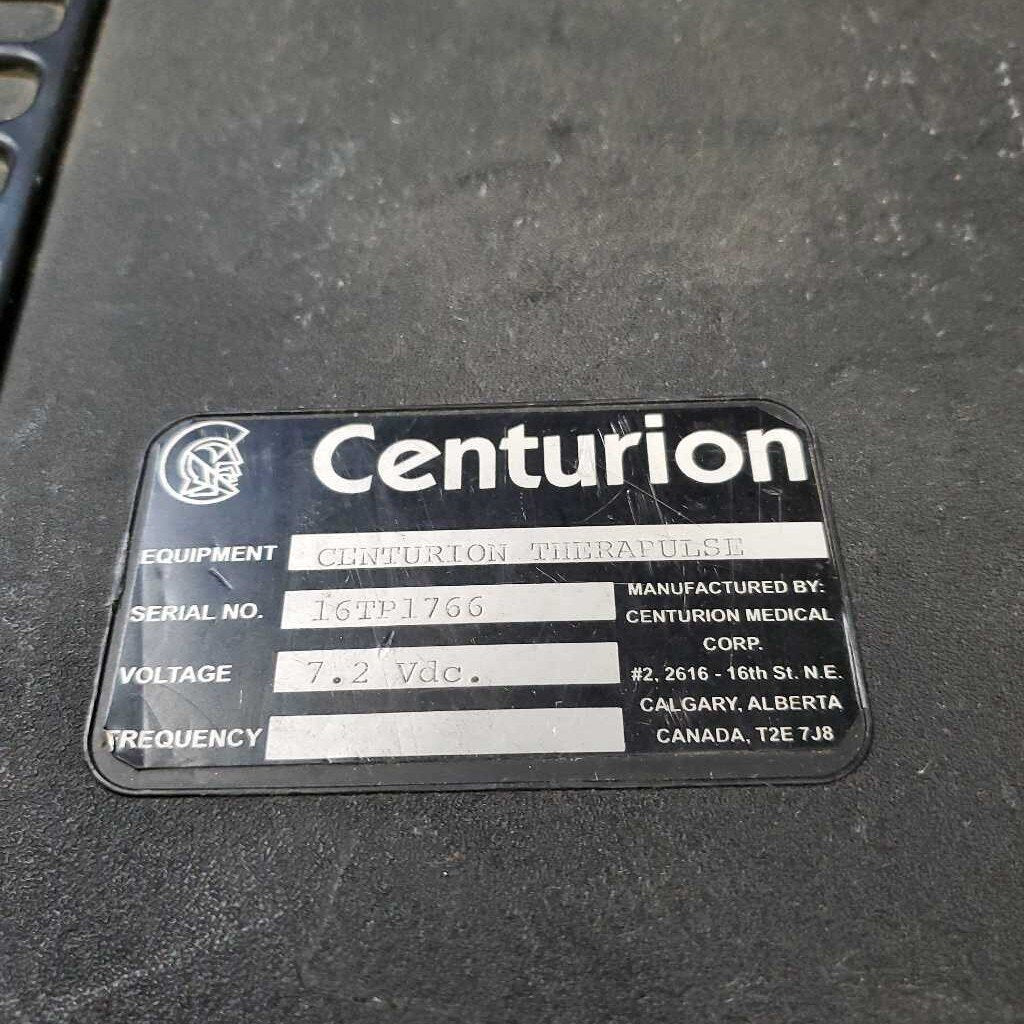 Centurion
EQUIPMENT CENTURION THERAPULSE
SERIAL NO. 16TP1766
VOLTAGE 7.2 Vdc.
FREQUENCY
MANUFACTURED BY:
CENTURION MEDICAL
CORP.
#2, 2616 - 16th St. N.E.
CALGARY, ALBERTA
CANADA, T2E 7J8